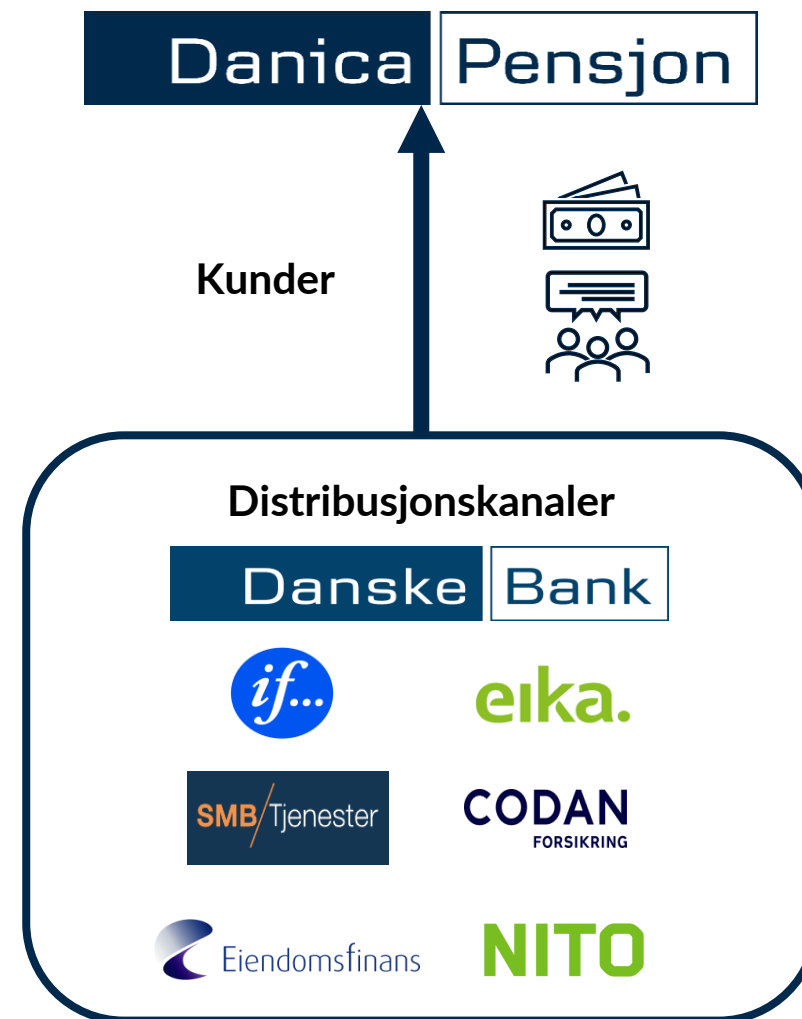 Danica Pensjon
Kunder
Distribusjonskanaler
Danske Bank
if...
eika.
SMB/Tjenester
CODAN
FORSIKRING
Eiendomsfinans
NITO